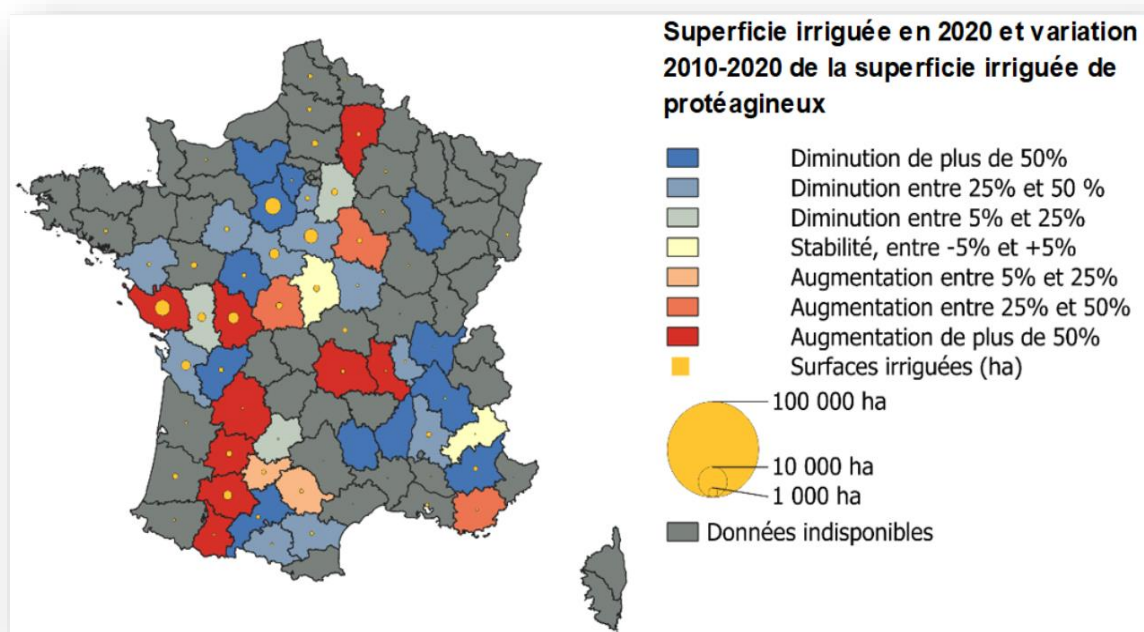 Superficie irriguée en 2020 et variation
2010-2020 de la superficie irriguée de
protéagineux
Diminution de plus de 50%
Diminution entre 25% et 50 %
Diminution entre 5% et 25%
Stabilité, entre -5% et +5%
Augmentation entre 5% et 25%
Augmentation entre 25% et 50%
Augmentation de plus de 50%
Surfaces irriguées (ha)
100 000 ha
10 000 ha
1 000 ha
Données indisponibles